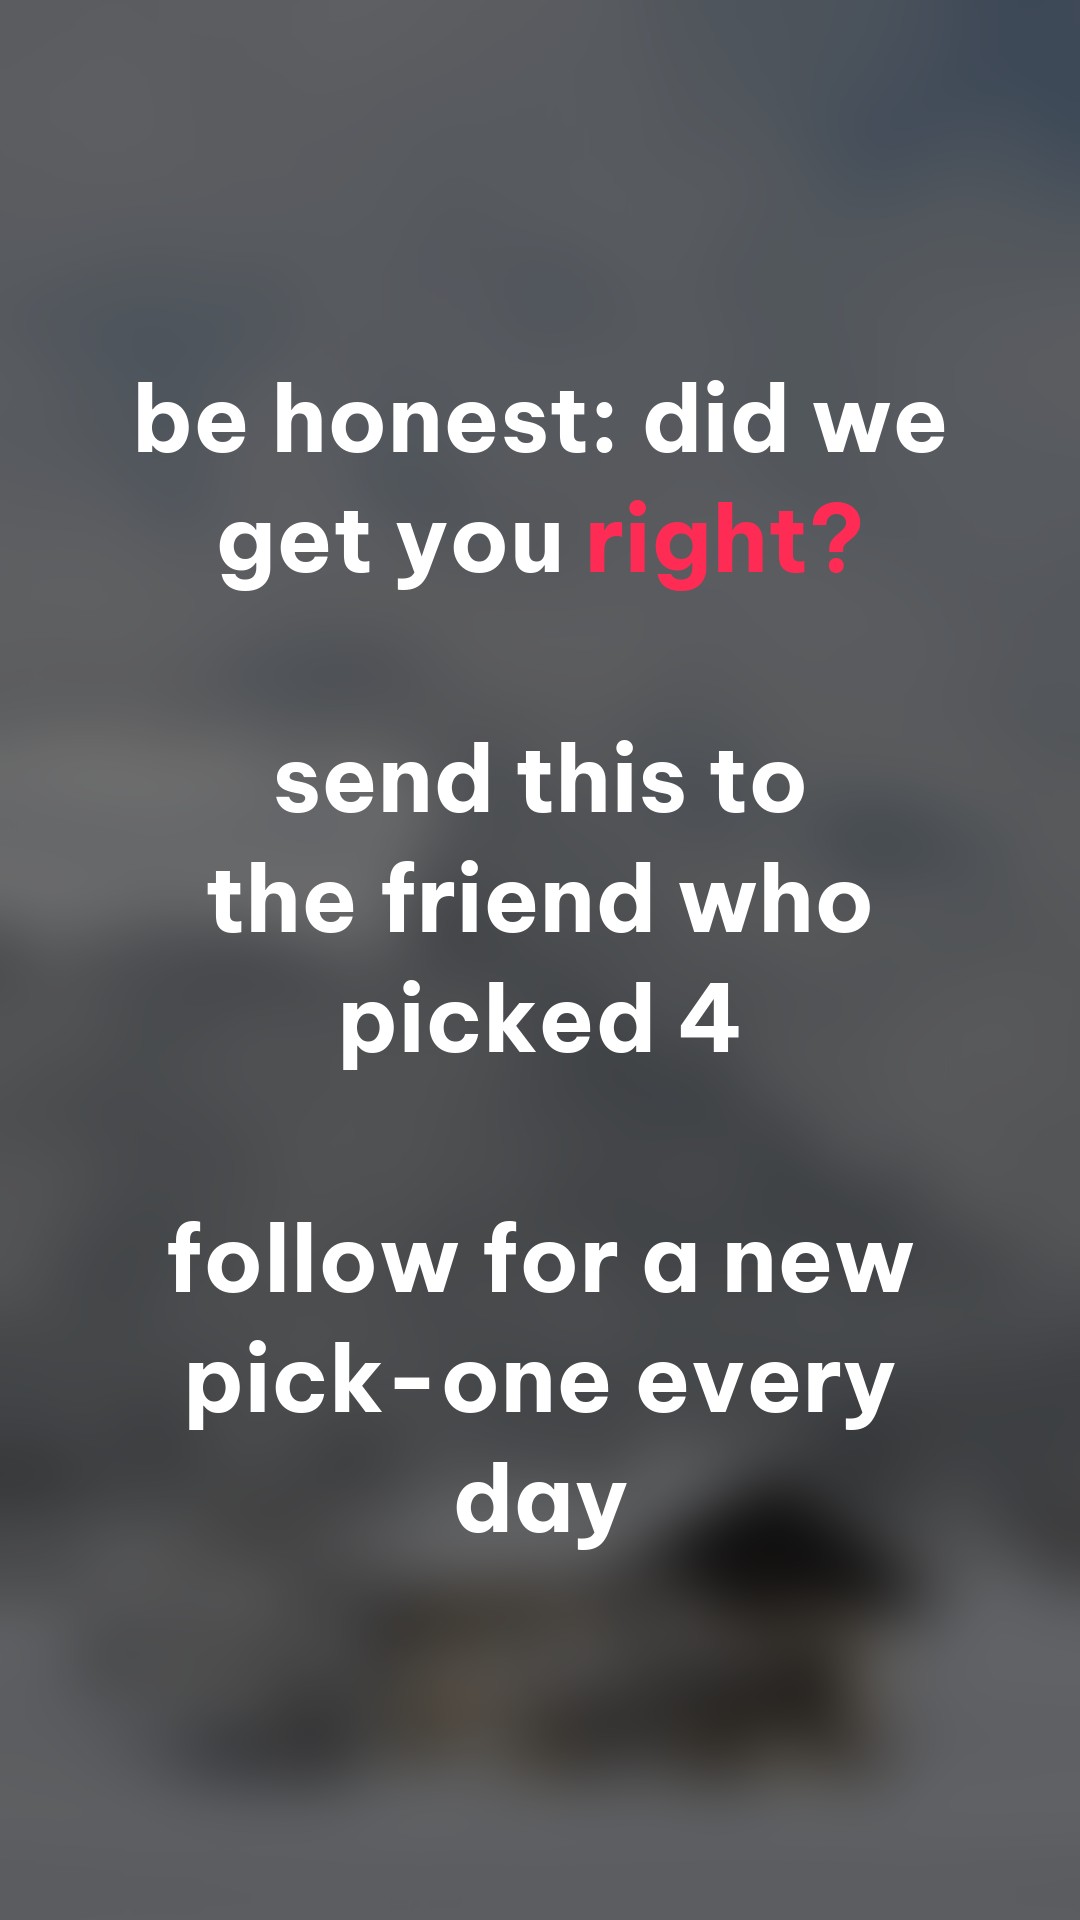 be honest: did we
get you right?
send this to
the friend who
picked 4
follow for a new
pick-one every
day